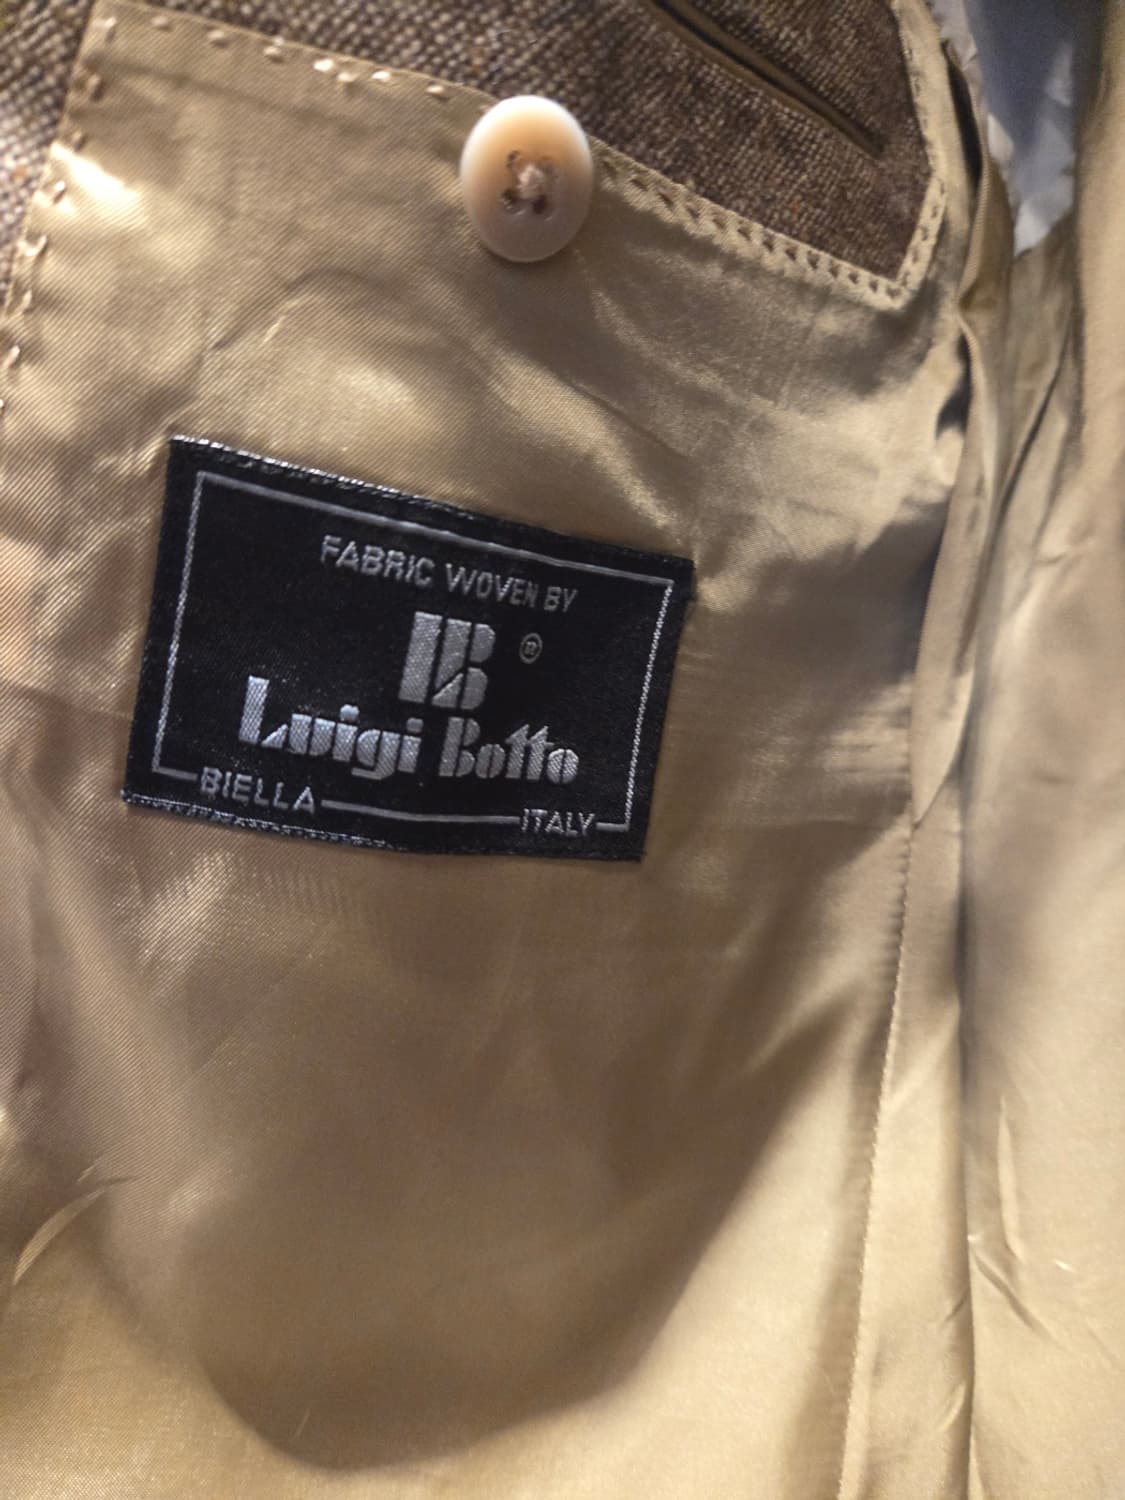 FABRIC WOVEN BY
LB ®
Luigi Botto
BIELLA ITALY